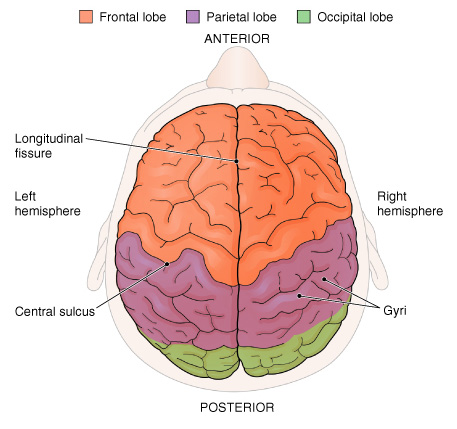 Frontal lobe Parietal lobe Occipital lobe
ANTERIOR
Longitudinal
fissure
Left
hemisphere
Right
hemisphere
Central sulcus
Gyri
POSTERIOR